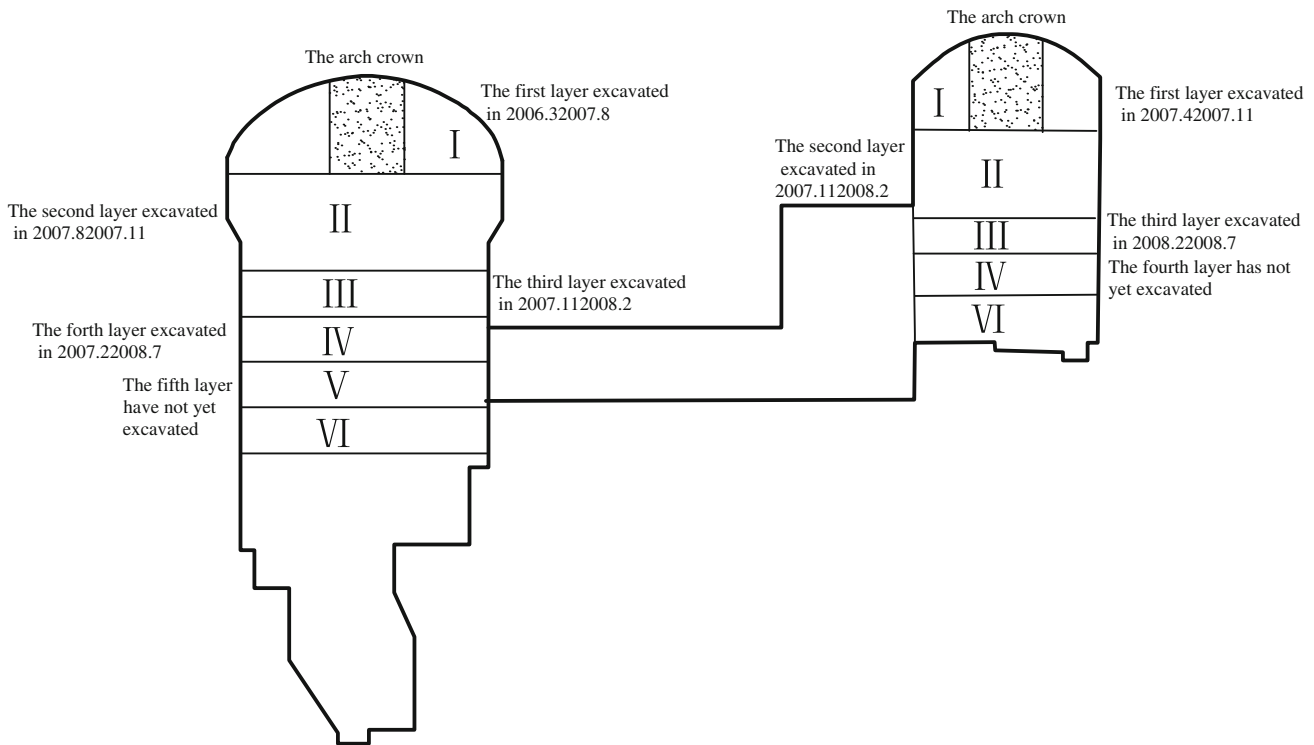 The arch crown
The first layer excavated
in 2006.32007.8
I
II
The second layer excavated
in 2007.82007.11
III
The third layer excavated
in 2007.112008.2
The forth layer excavated
in 2007.22008.7
IV
The fifth layer
have not yet
excavated
V
VI
The arch crown
I
The first layer excavated
in 2007.42007.11
The second layer
excavated in
2007.112008.2
II
III
The third layer excavated
in 2008.22008.7
IV
The fourth layer has not
yet excavated
VI